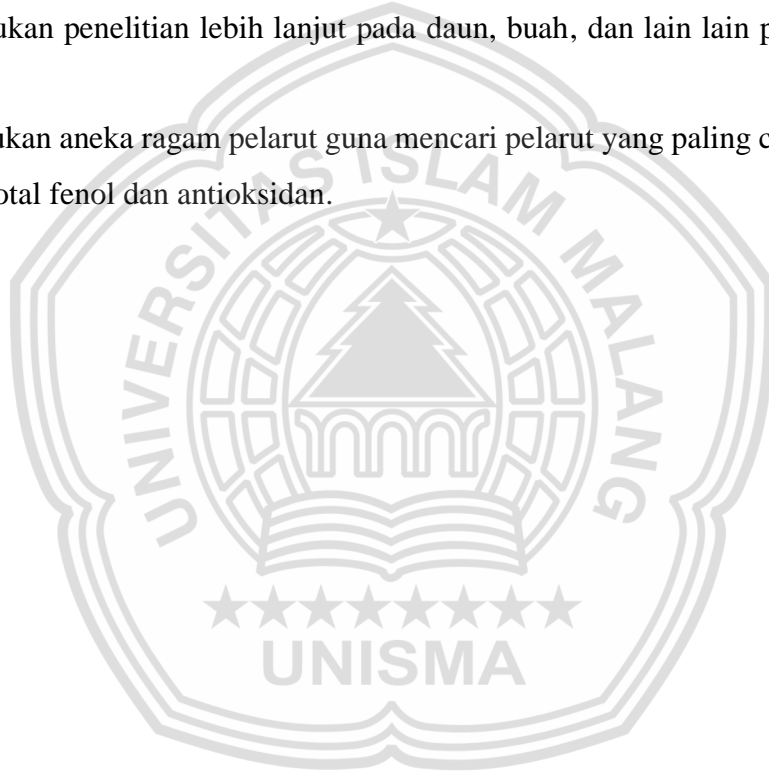 ukan penelitian lebih lanjut pada daun, buah, dan lain lain p
ukan aneka ragam pelarut guna mencari pelarut yang paling c
otal fenol dan antioksidan.
UNIVERSITAS ISLAM MALANG
UNISMA